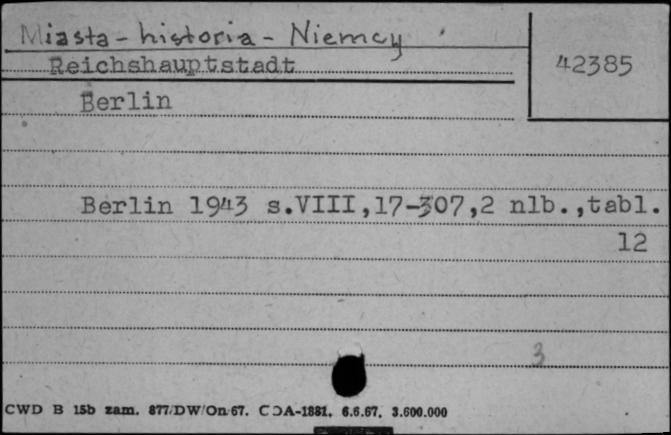 Miasta - historia - Niemcy
Reichshauptstadt
42385
Berlin
Berlin 1943 s.VIII,17-307,2 nlb.,tabl.
12
3
CWD B 15b zam. 877/DW/On/67. CDA-1881. 6.6.67. 3.600.000